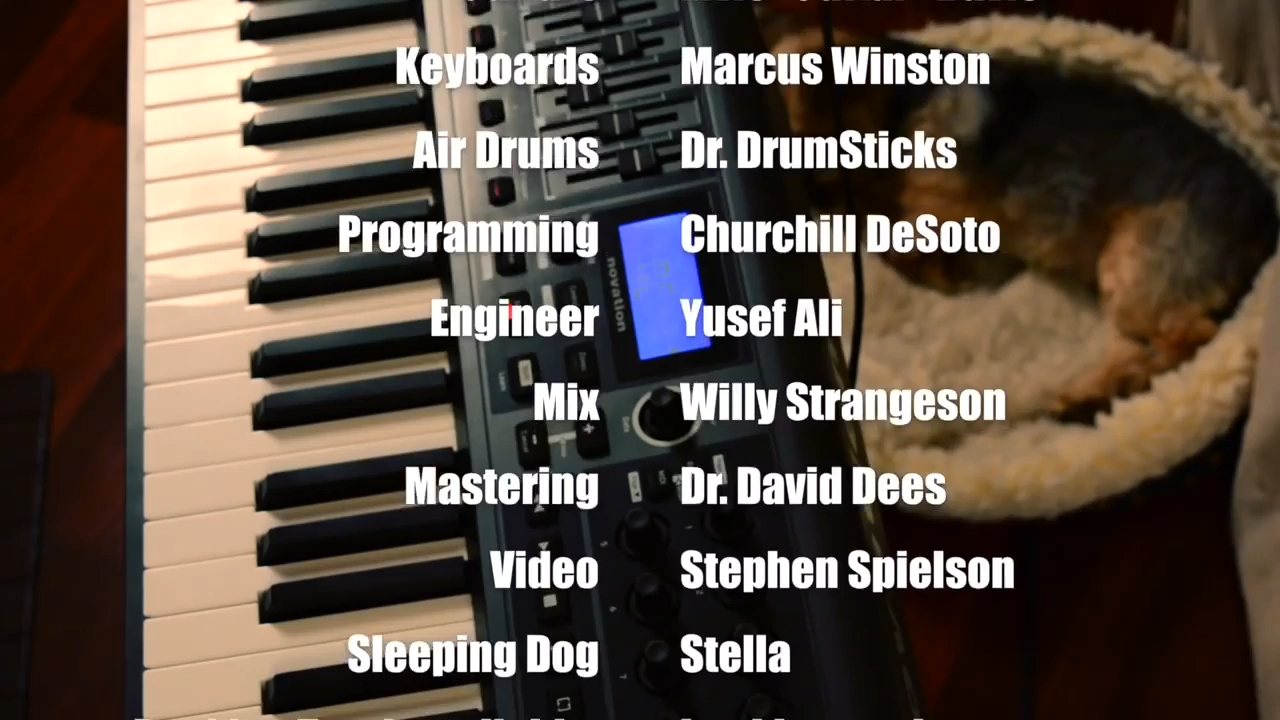 Keyboards Marcus Winston
Air Drums Dr. DrumSticks
Programming Churchill DeSoto
novation
Engineer Yusef Ali
Mix Willy Strangeson
Mastering Dr. David Dees
Video Stephen Spielson
Sleeping Dog Stella